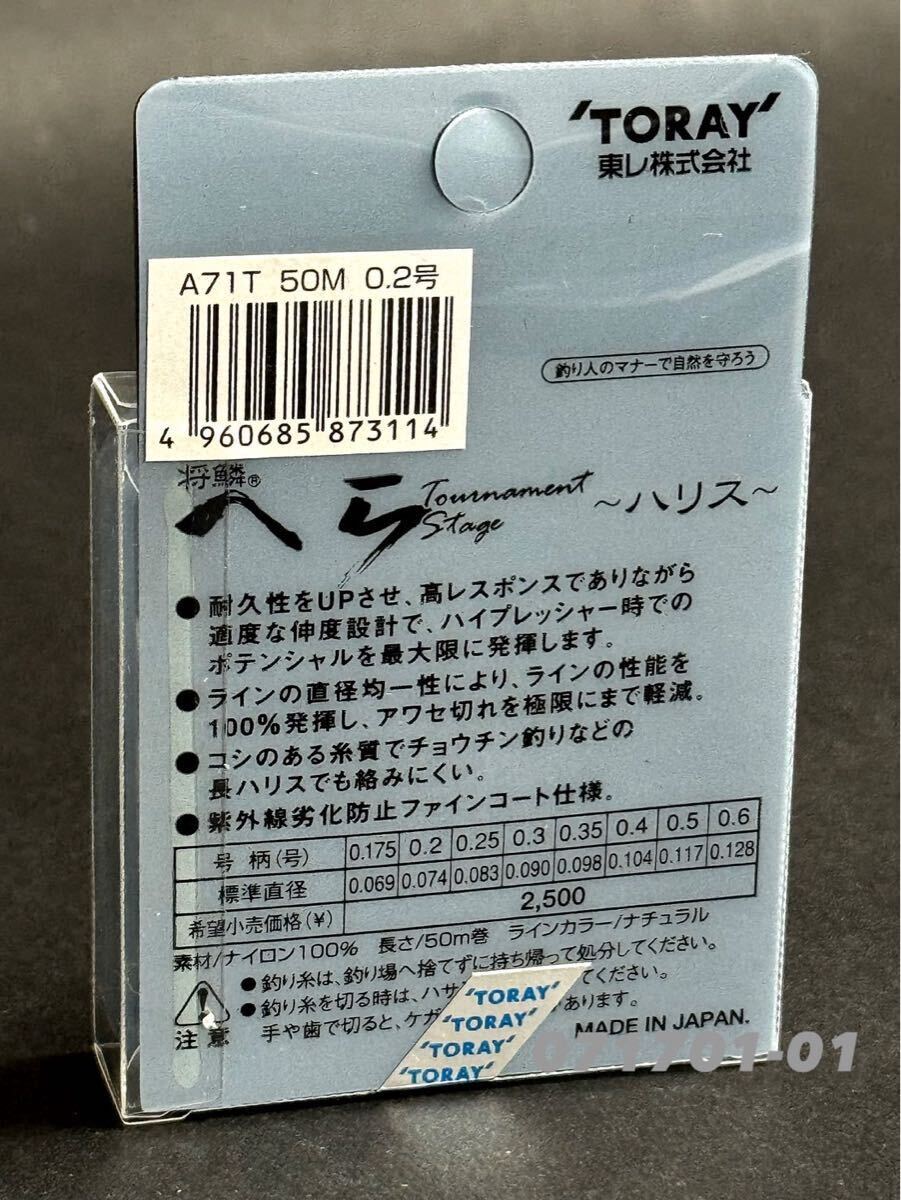 'TORAY'
東レ株式会社
A71T 50M 0.2号
4 960685 873114
釣り人のマナーで自然を守ろう
将鱗®
へら Tournament Stage ~ハリス~
●耐久性をUPさせ、高レスポンスでありながら
適度な伸度設計で、ハイプレッシャー時での
ポテンシャルを最大限に発揮します。
●ラインの直径均一性により、ラインの性能を
100%発揮し、アワセ切れを極限にまで軽減。
●コシのある糸質でチョウチン釣りなどの
長ハリスでも絡みにくい。
●紫外線劣化防止ファインコート仕様。
号柄(号) 0.175 0.2 0.25 0.3 0.35 0.4 0.5 0.6
標準直径 0.069 0.074 0.083 0.090 0.098 0.104 0.117 0.128
希望小売価格(¥) 2,500
素材/ナイロン100% 長さ/50m巻 ラインカラー/ナチュラル
●釣り糸は、釣り場へ捨てずに持ち帰って処分してください。
●釣り糸を切る時は、ハサ てください。
手や歯で切ると、ケガ あります。
注意
MADE IN JAPAN.
'TORAY'
'TORAY'
'TORAY'
'TORAY'
071701-01